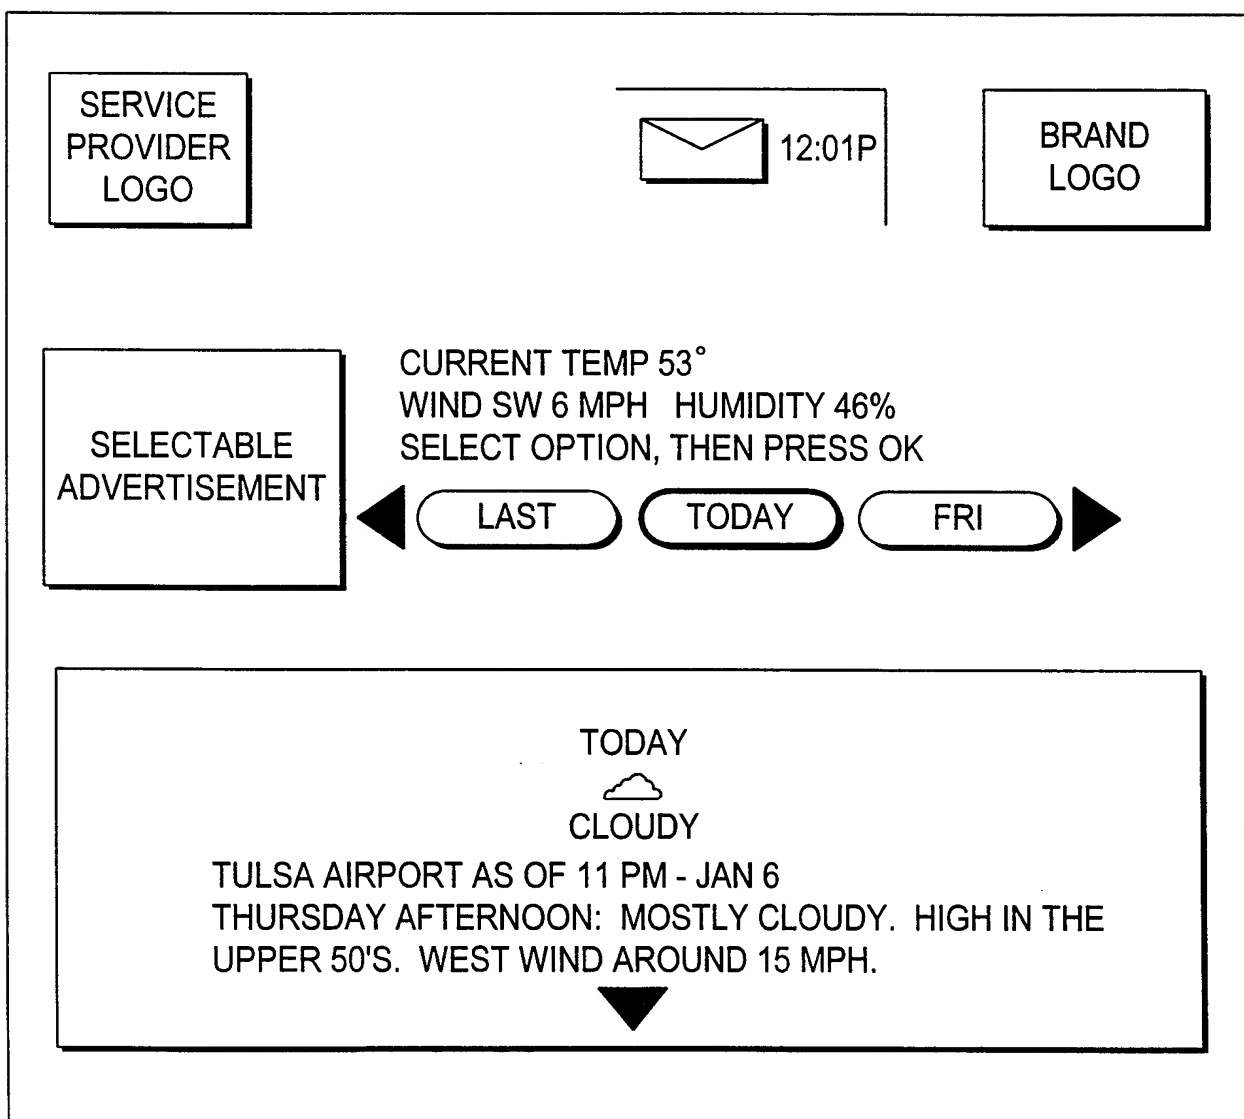 SERVICE
PROVIDER
LOGO
12:01P
BRAND
LOGO
SELECTABLE
ADVERTISEMENT
CURRENT TEMP 53°
WIND SW 6 MPH HUMIDITY 46%
SELECT OPTION, THEN PRESS OK
LAST TODAY FRI
TODAY
CLOUDY
TULSA AIRPORT AS OF 11 PM - JAN 6
THURSDAY AFTERNOON: MOSTLY CLOUDY. HIGH IN THE
UPPER 50'S. WEST WIND AROUND 15 MPH.